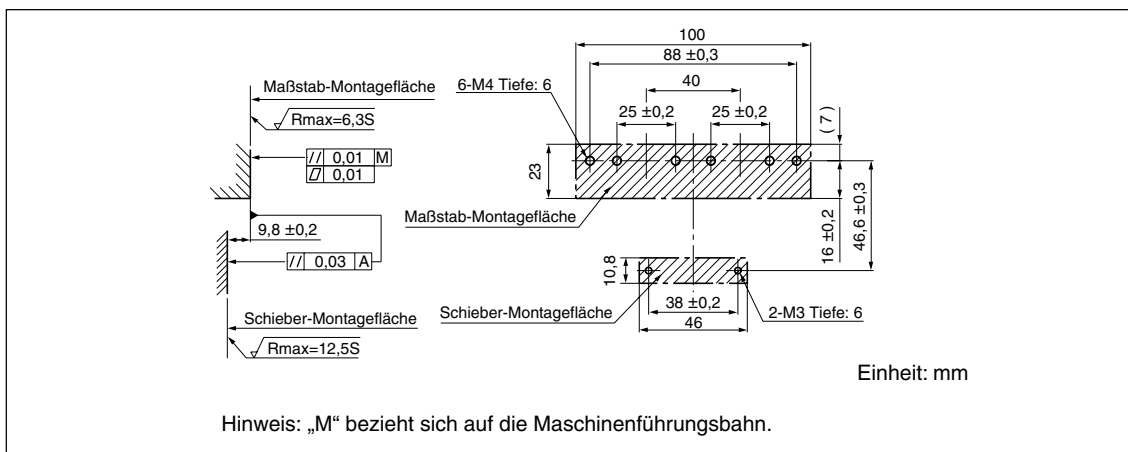 100
88 ±0,3
Maßstab-Montagefläche
6-M4 Tiefe: 6
40
Rmax=6,3S
25 ±0,2
25 ±0,2
( 7 )
// 0,01 M
0,01
23
Maßstab-Montagefläche
9,8 ±0,2
16 ±0,2
46,6 ±0,3
// 0,03 A
10,8
Schieber-Montagefläche
Schieber-Montagefläche
38 ±0,2
2-M3 Tiefe: 6
46
Rmax=12,5S
Einheit: mm
Hinweis: „M“ bezieht sich auf die Maschinenführungsbahn.